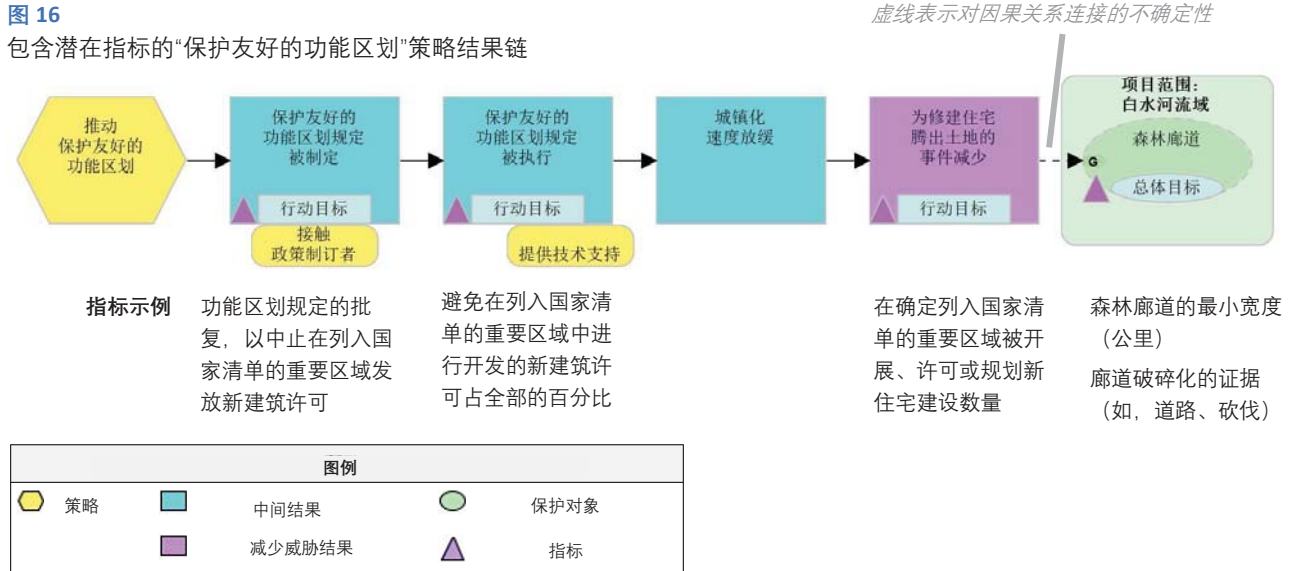 图 16
虚线表示对因果关系连接的不确定性
包含潜在指标的“保护友好的功能区划”策略结果链
推动
保护友好的
功能区划
保护友好的
功能区划规定
被制定
行动目标
接触
政策制订者
保护友好的
功能区划规定
被执行
行动目标
提供技术支持
城镇化
速度放缓
为修建住宅
腾出土地的
事件减少
行动目标
项目范围:
白水河流域
森林廊道
G
总体目标
指标示例
功能区划规定的批
复，以中止在列入国
家清单的重要区域发
放新建筑许可
避免在列入国家清
单的重要区域中进
行开发的新建筑许
可占全部的百分比
在确定列入国家清
单的重要区域被开
展、许可或规划新
住宅建设数量
森林廊道的最小宽度
（公里）
廊道破碎化的证据
（如，道路、砍伐）
图例
策略
中间结果
保护对象
减少威胁结果
指标